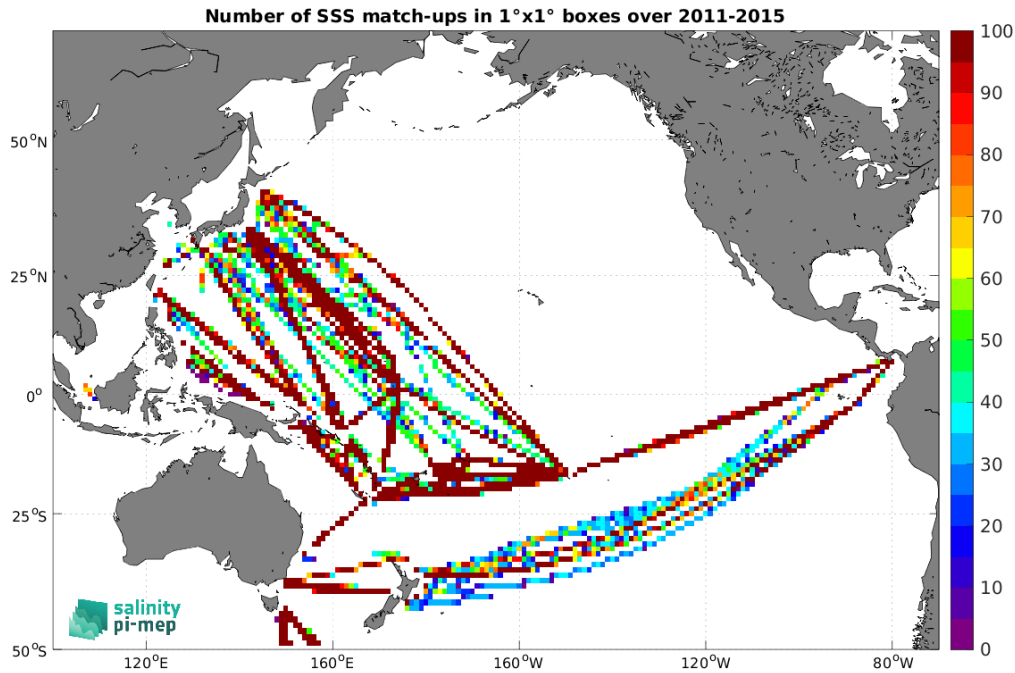 Number of SSS match-ups in 1°x1° boxes over 2011-2015
100
90
80
70
60
50
40
30
20
10
0
50°N
25°N
0°
25°S
50°S
120°E
160°E
160°W
120°W
80°W
salinity
pi-mep